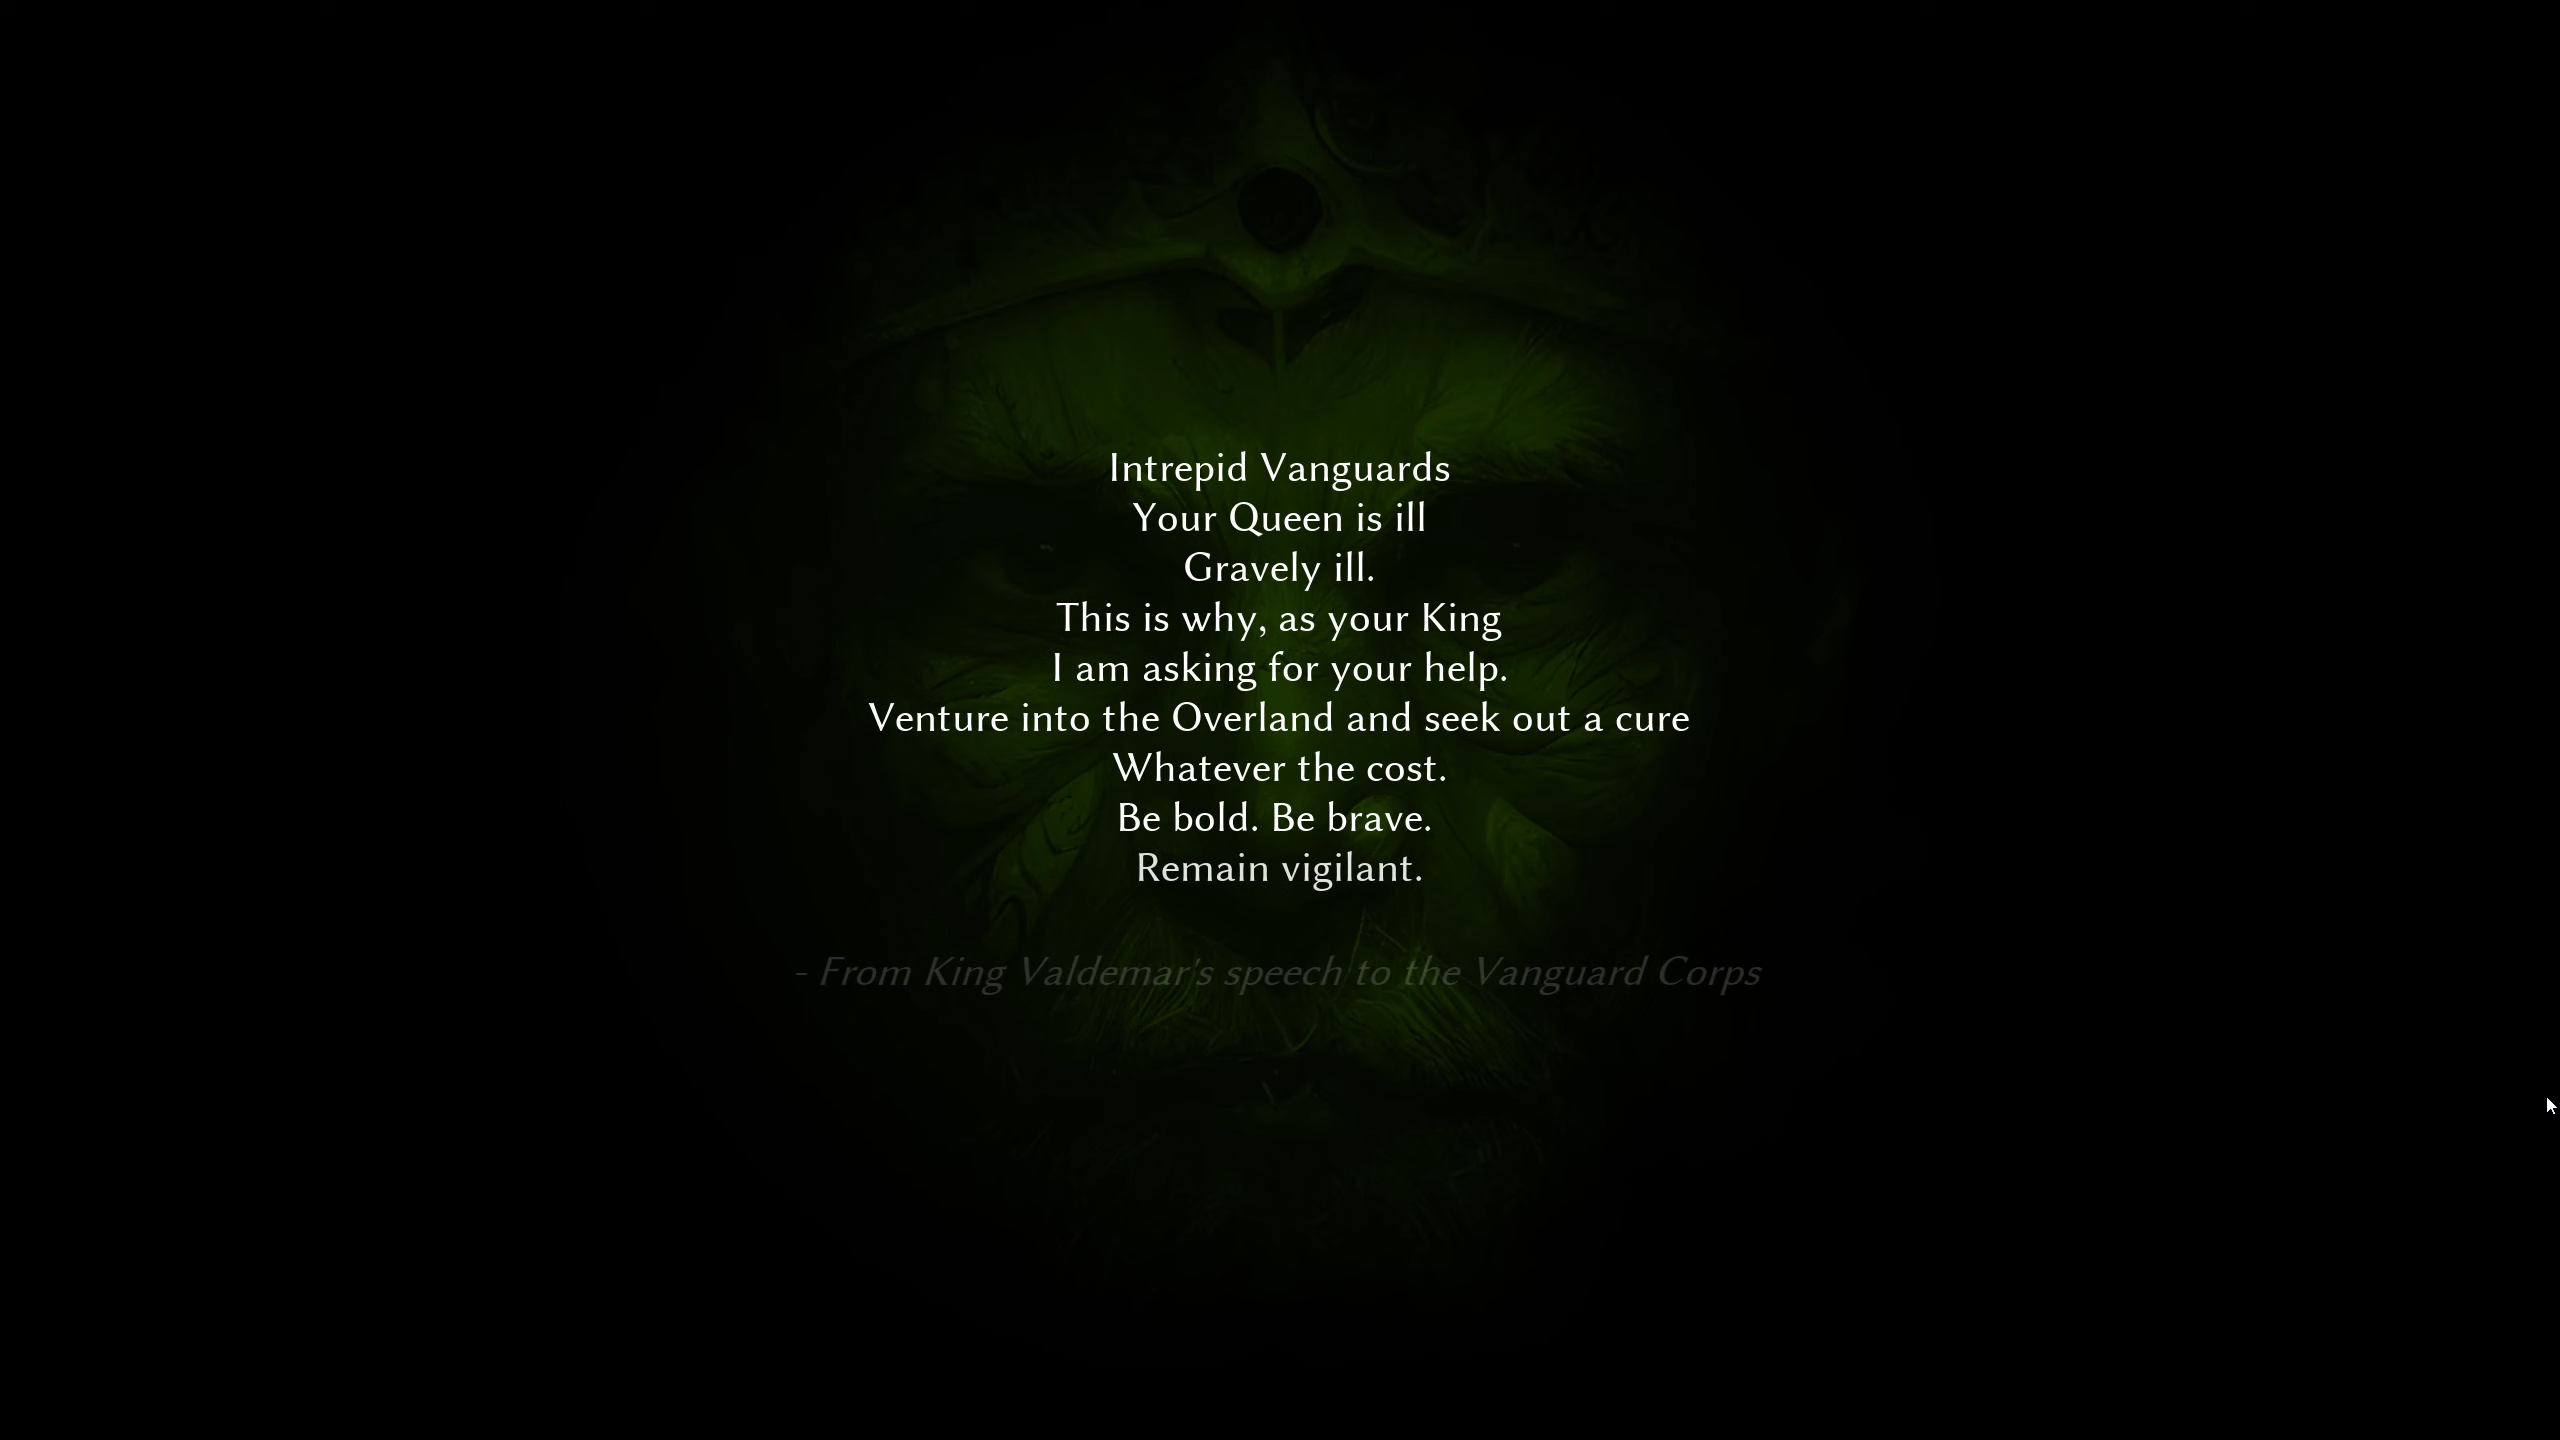 Intrepid Vanguards
Your Queen is ill
Gravely ill.
This is why, as your King
I am asking for your help.
Venture into the Overland and seek out a cure
Whatever the cost.
Be bold. Be brave.
Remain vigilant.
- From King Valdemar's speech to the Vanguard Corps